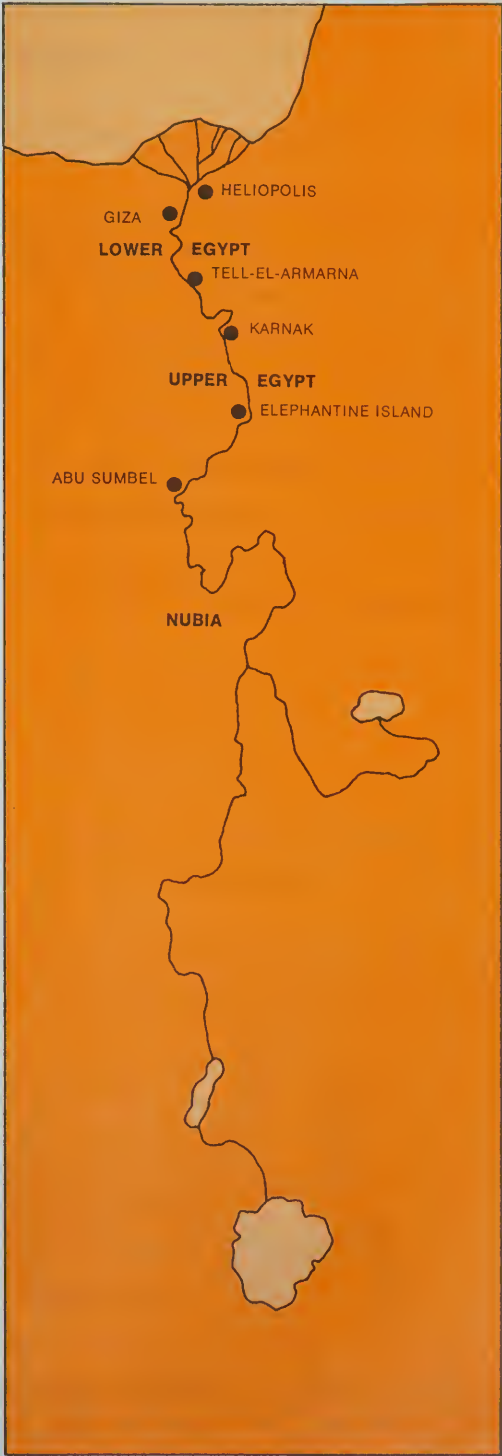 HELIOPOLIS
GIZA
LOWER EGYPT
TELL-EL-ARMARNA
KARNAK
UPPER EGYPT
ELEPHANTINE ISLAND
ABU SUMBEL
NUBIA